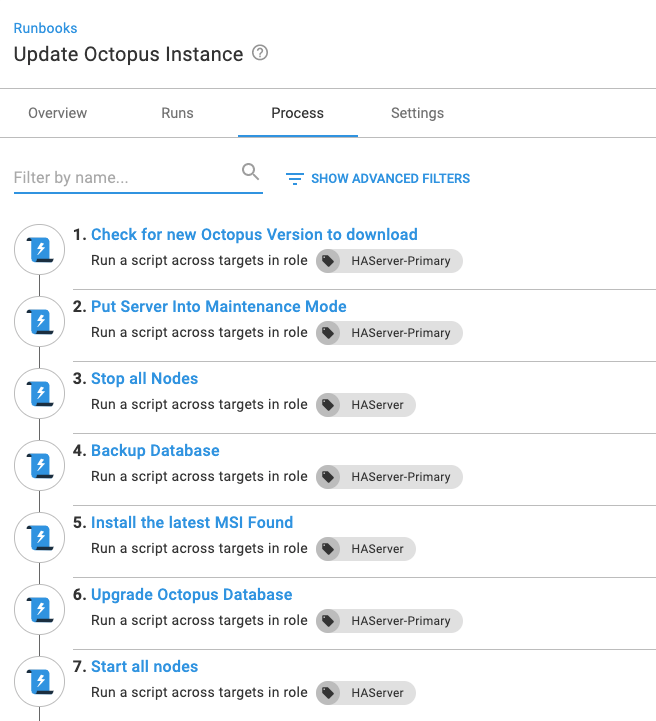 Runbooks
Update Octopus Instance ?
Overview Runs Process Settings
Filter by name... SHOW ADVANCED FILTERS
1. Check for new Octopus Version to download
Run a script across targets in role HAServer-Primary
2. Put Server Into Maintenance Mode
Run a script across targets in role HAServer-Primary
3. Stop all Nodes
Run a script across targets in role HAServer
4. Backup Database
Run a script across targets in role HAServer-Primary
5. Install the latest MSI Found
Run a script across targets in role HAServer
6. Upgrade Octopus Database
Run a script across targets in role HAServer-Primary
7. Start all nodes
Run a script across targets in role HAServer